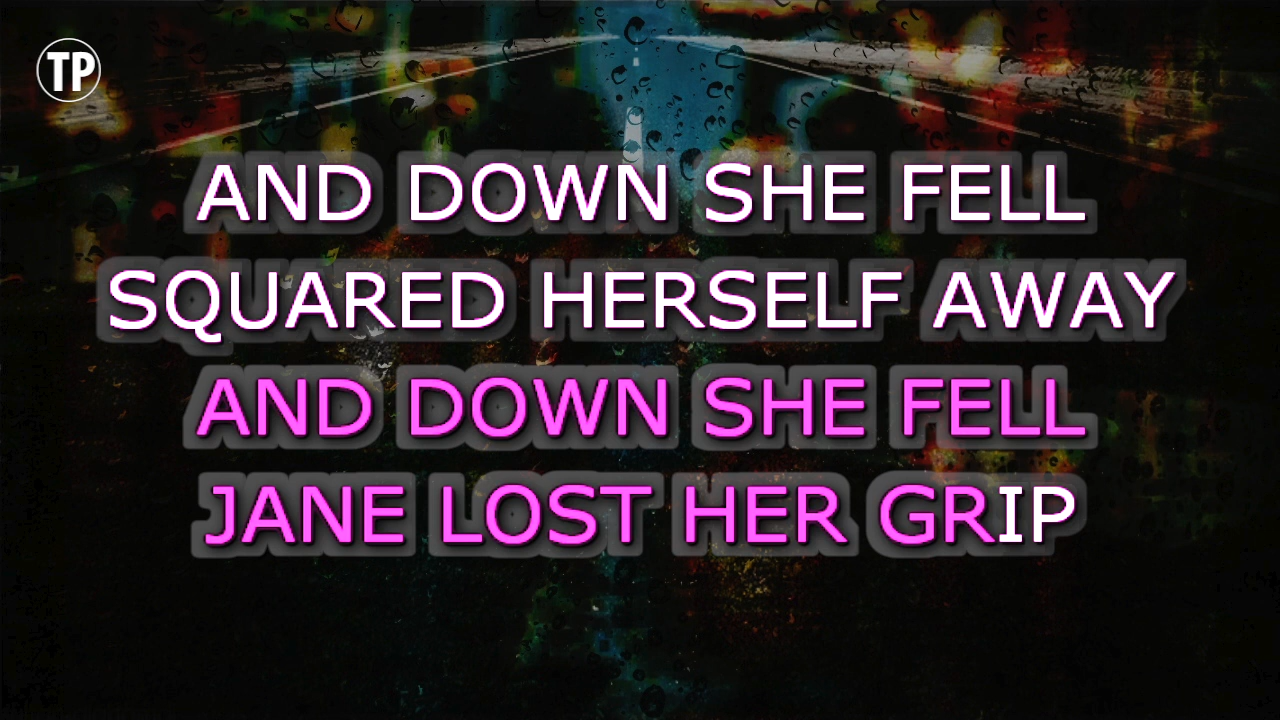 TP
AND DOWN SHE FELL
SQUARED HERSELF AWAY
AND DOWN SHE FELL
JANE LOST HER GRIP